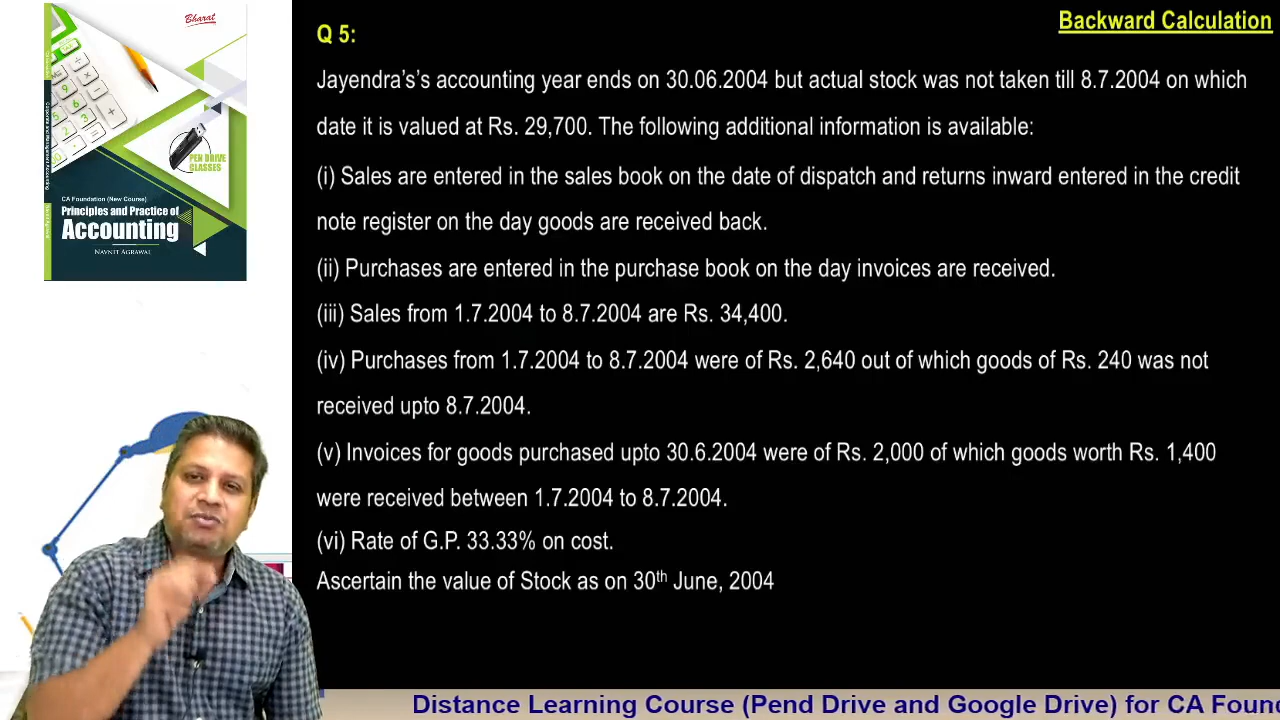 Bharat
PEN DRIVE
CLASSES
CA Foundation (New Course)
Principles and Practice of
Accounting
NAVNIT AGRAWAL
Backward Calculation
Q 5:
Jayendra's's accounting year ends on 30.06.2004 but actual stock was not taken till 8.7.2004 on which
date it is valued at Rs. 29,700. The following additional information is available:
(i) Sales are entered in the sales book on the date of dispatch and returns inward entered in the credit
note register on the day goods are received back.
(ii) Purchases are entered in the purchase book on the day invoices are received.
(iii) Sales from 1.7.2004 to 8.7.2004 are Rs. 34,400.
(iv) Purchases from 1.7.2004 to 8.7.2004 were of Rs. 2,640 out of which goods of Rs. 240 was not
received upto 8.7.2004.
(v) Invoices for goods purchased upto 30.6.2004 were of Rs. 2,000 of which goods worth Rs. 1,400
were received between 1.7.2004 to 8.7.2004.
(vi) Rate of G.P. 33.33% on cost.
Ascertain the value of Stock as on 30th June, 2004
Distance Learning Course (Pend Drive and Google Drive) for CA Found